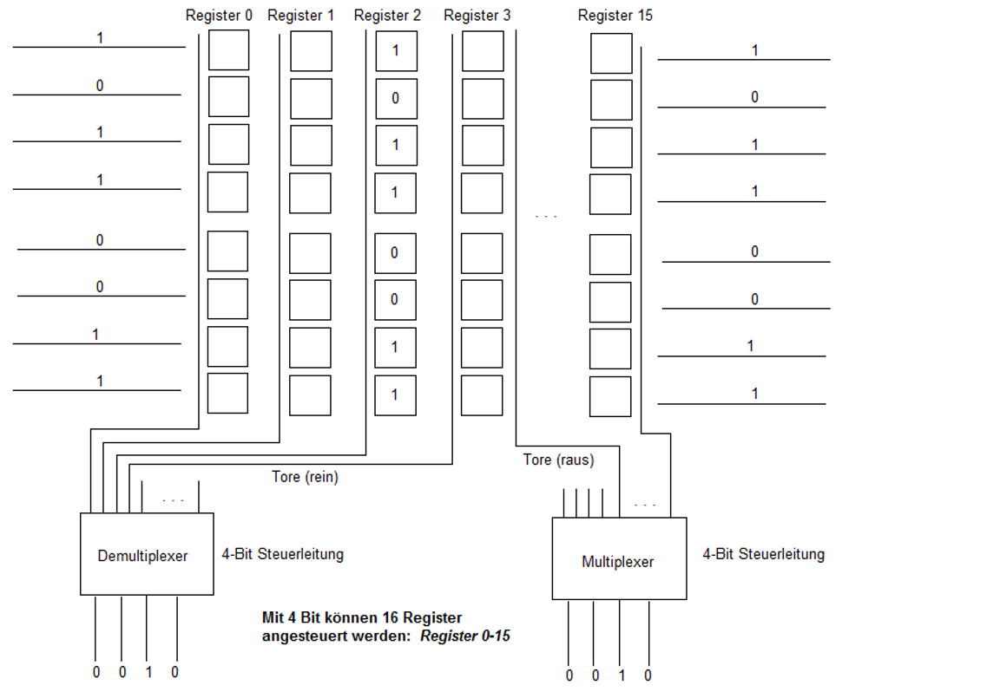 Register 0 Register 1 Register 2 Register 3 Register 15
1 1 1
0 0 0
1 1 1
1 1 1
. . .
0 0 0
0 0 0
1 1 1
1 1 1
Tore (rein)
Tore (raus)
. . .
. . .
Demultiplexer
4-Bit Steuerleitung
Multiplexer
4-Bit Steuerleitung
Mit 4 Bit können 16 Register
angesteuert werden: Register 0-15
0 0 1 0
0 0 1 0